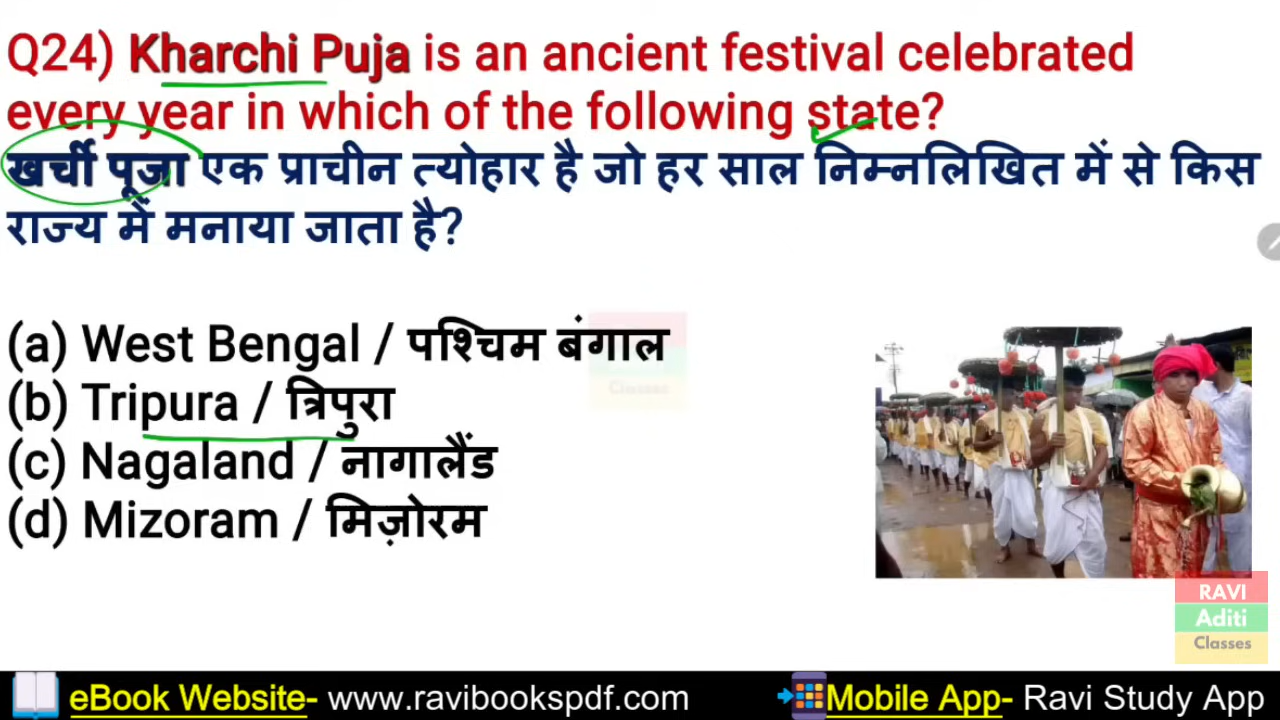 Q24) Kharchi Puja is an ancient festival celebrated
every year in which of the following state?
खर्ची पूजा एक प्राचीन त्योहार है जो हर साल निम्नलिखित में से किस
राज्य में मनाया जाता है?
(a) West Bengal / पश्चिम बंगाल
(b) Tripura / त्रिपुरा
(c) Nagaland / नागालैंड
(d) Mizoram / मिज़ोरम
Classes
RAVI
Aditi
Classes
eBook Website- www.ravibookspdf.com
Mobile App- Ravi Study App